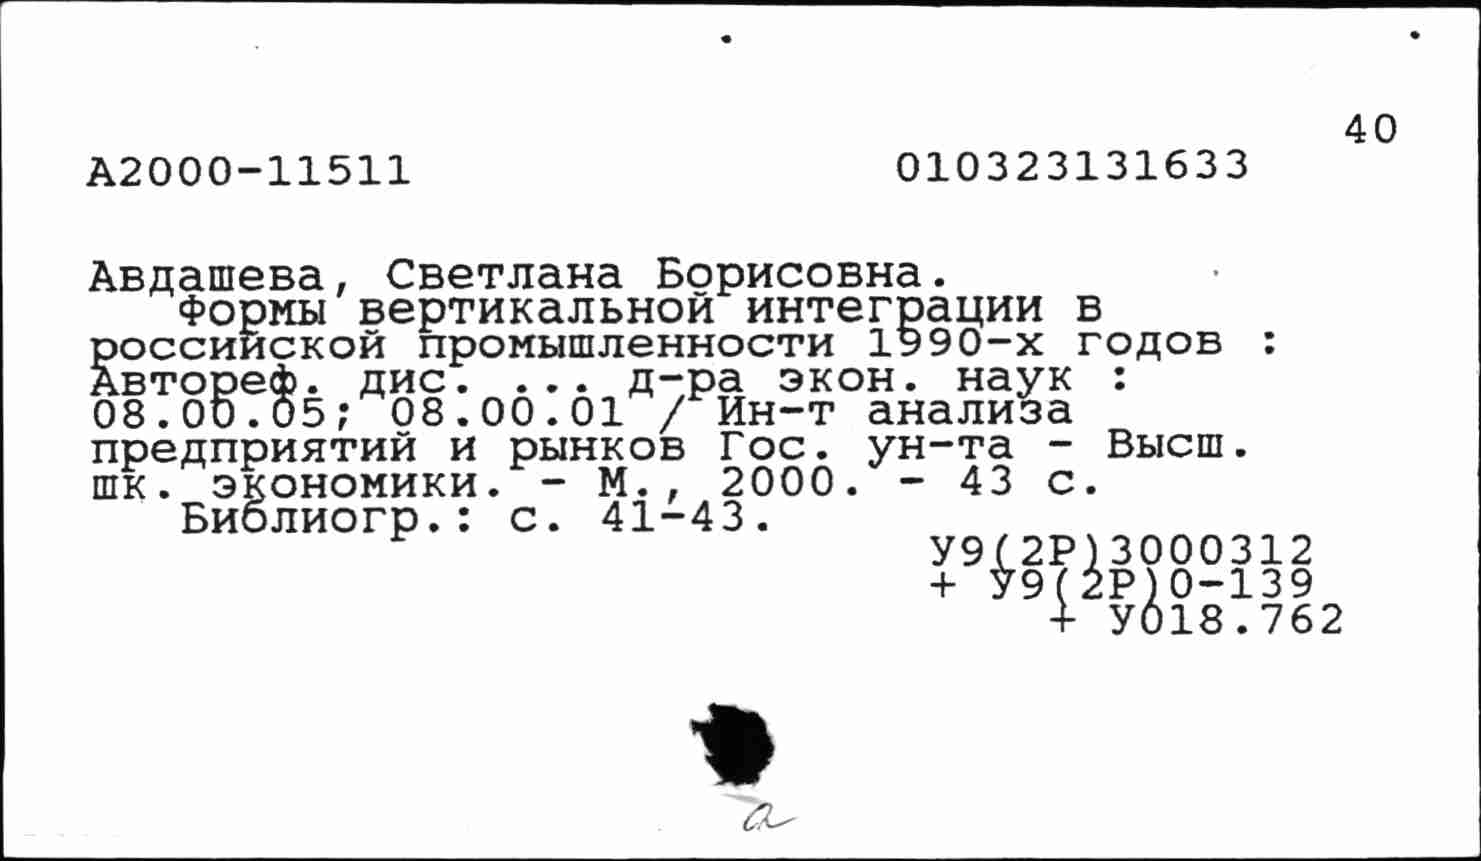 40
А2000-11511 010323131633
Авдашева, Светлана Борисовна.
Формы вертикальной интеграции в
российской промышленности 1990-х годов :
Автореф. дис. ... д-ра экон. наук :
08.00.05; 08.00.01 / Ин-т анализа
предприятий и рынков Гос. ун-та - Высш.
шк. экономики. - М., 2000. - 43 с.
Библиогр.: с. 41-43.
У9(2Р)3000312
+ У9(2Р)0-139
+ У018.762
а